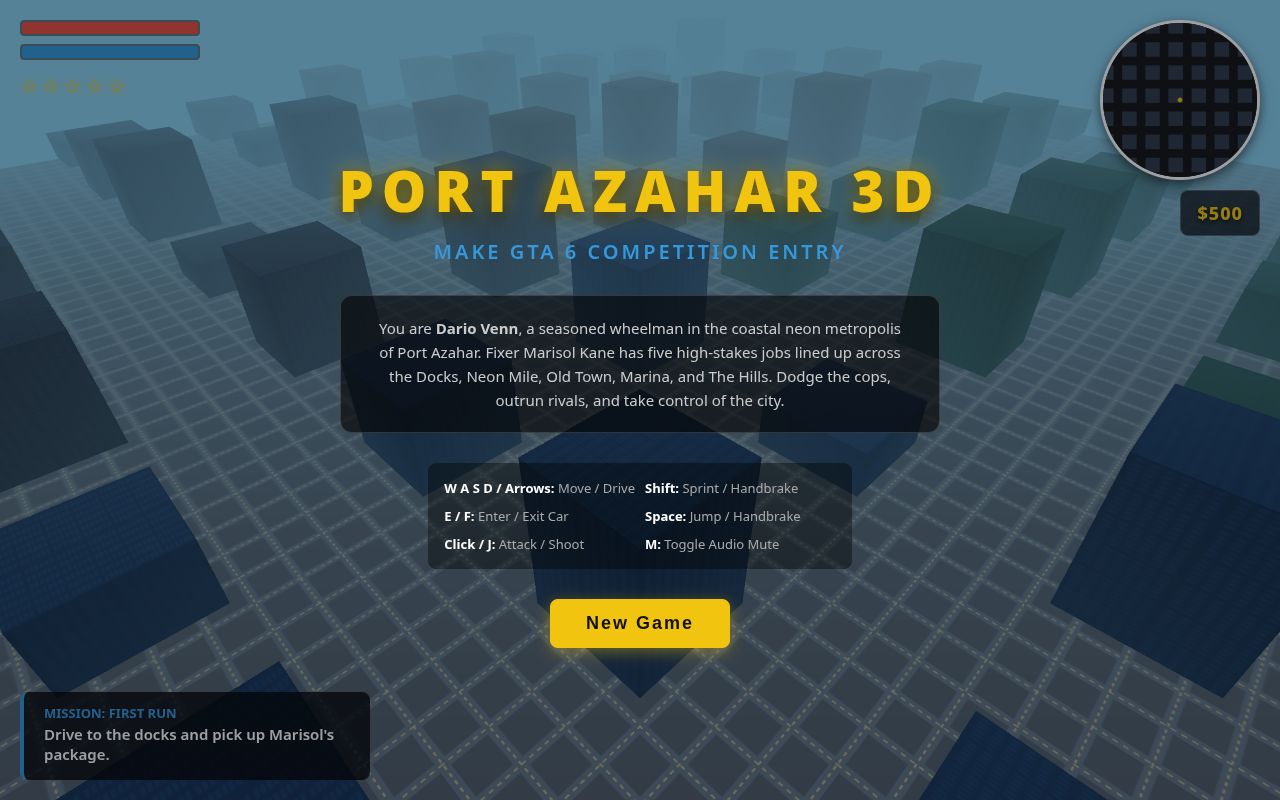 ☆☆☆☆☆
$500
PORT AZAHAR 3D
MAKE GTA 6 COMPETITION ENTRY
You are Dario Venn, a seasoned wheelman in the coastal neon metropolis
of Port Azahar. Fixer Marisol Kane has five high-stakes jobs lined up across
the Docks, Neon Mile, Old Town, Marina, and The Hills. Dodge the cops,
outrun rivals, and take control of the city.
W A S D / Arrows: Move / Drive Shift: Sprint / Handbrake
E / F: Enter / Exit Car Space: Jump / Handbrake
Click / J: Attack / Shoot M: Toggle Audio Mute
New Game
MISSION: FIRST RUN
Drive to the docks and pick up Marisol's
package.